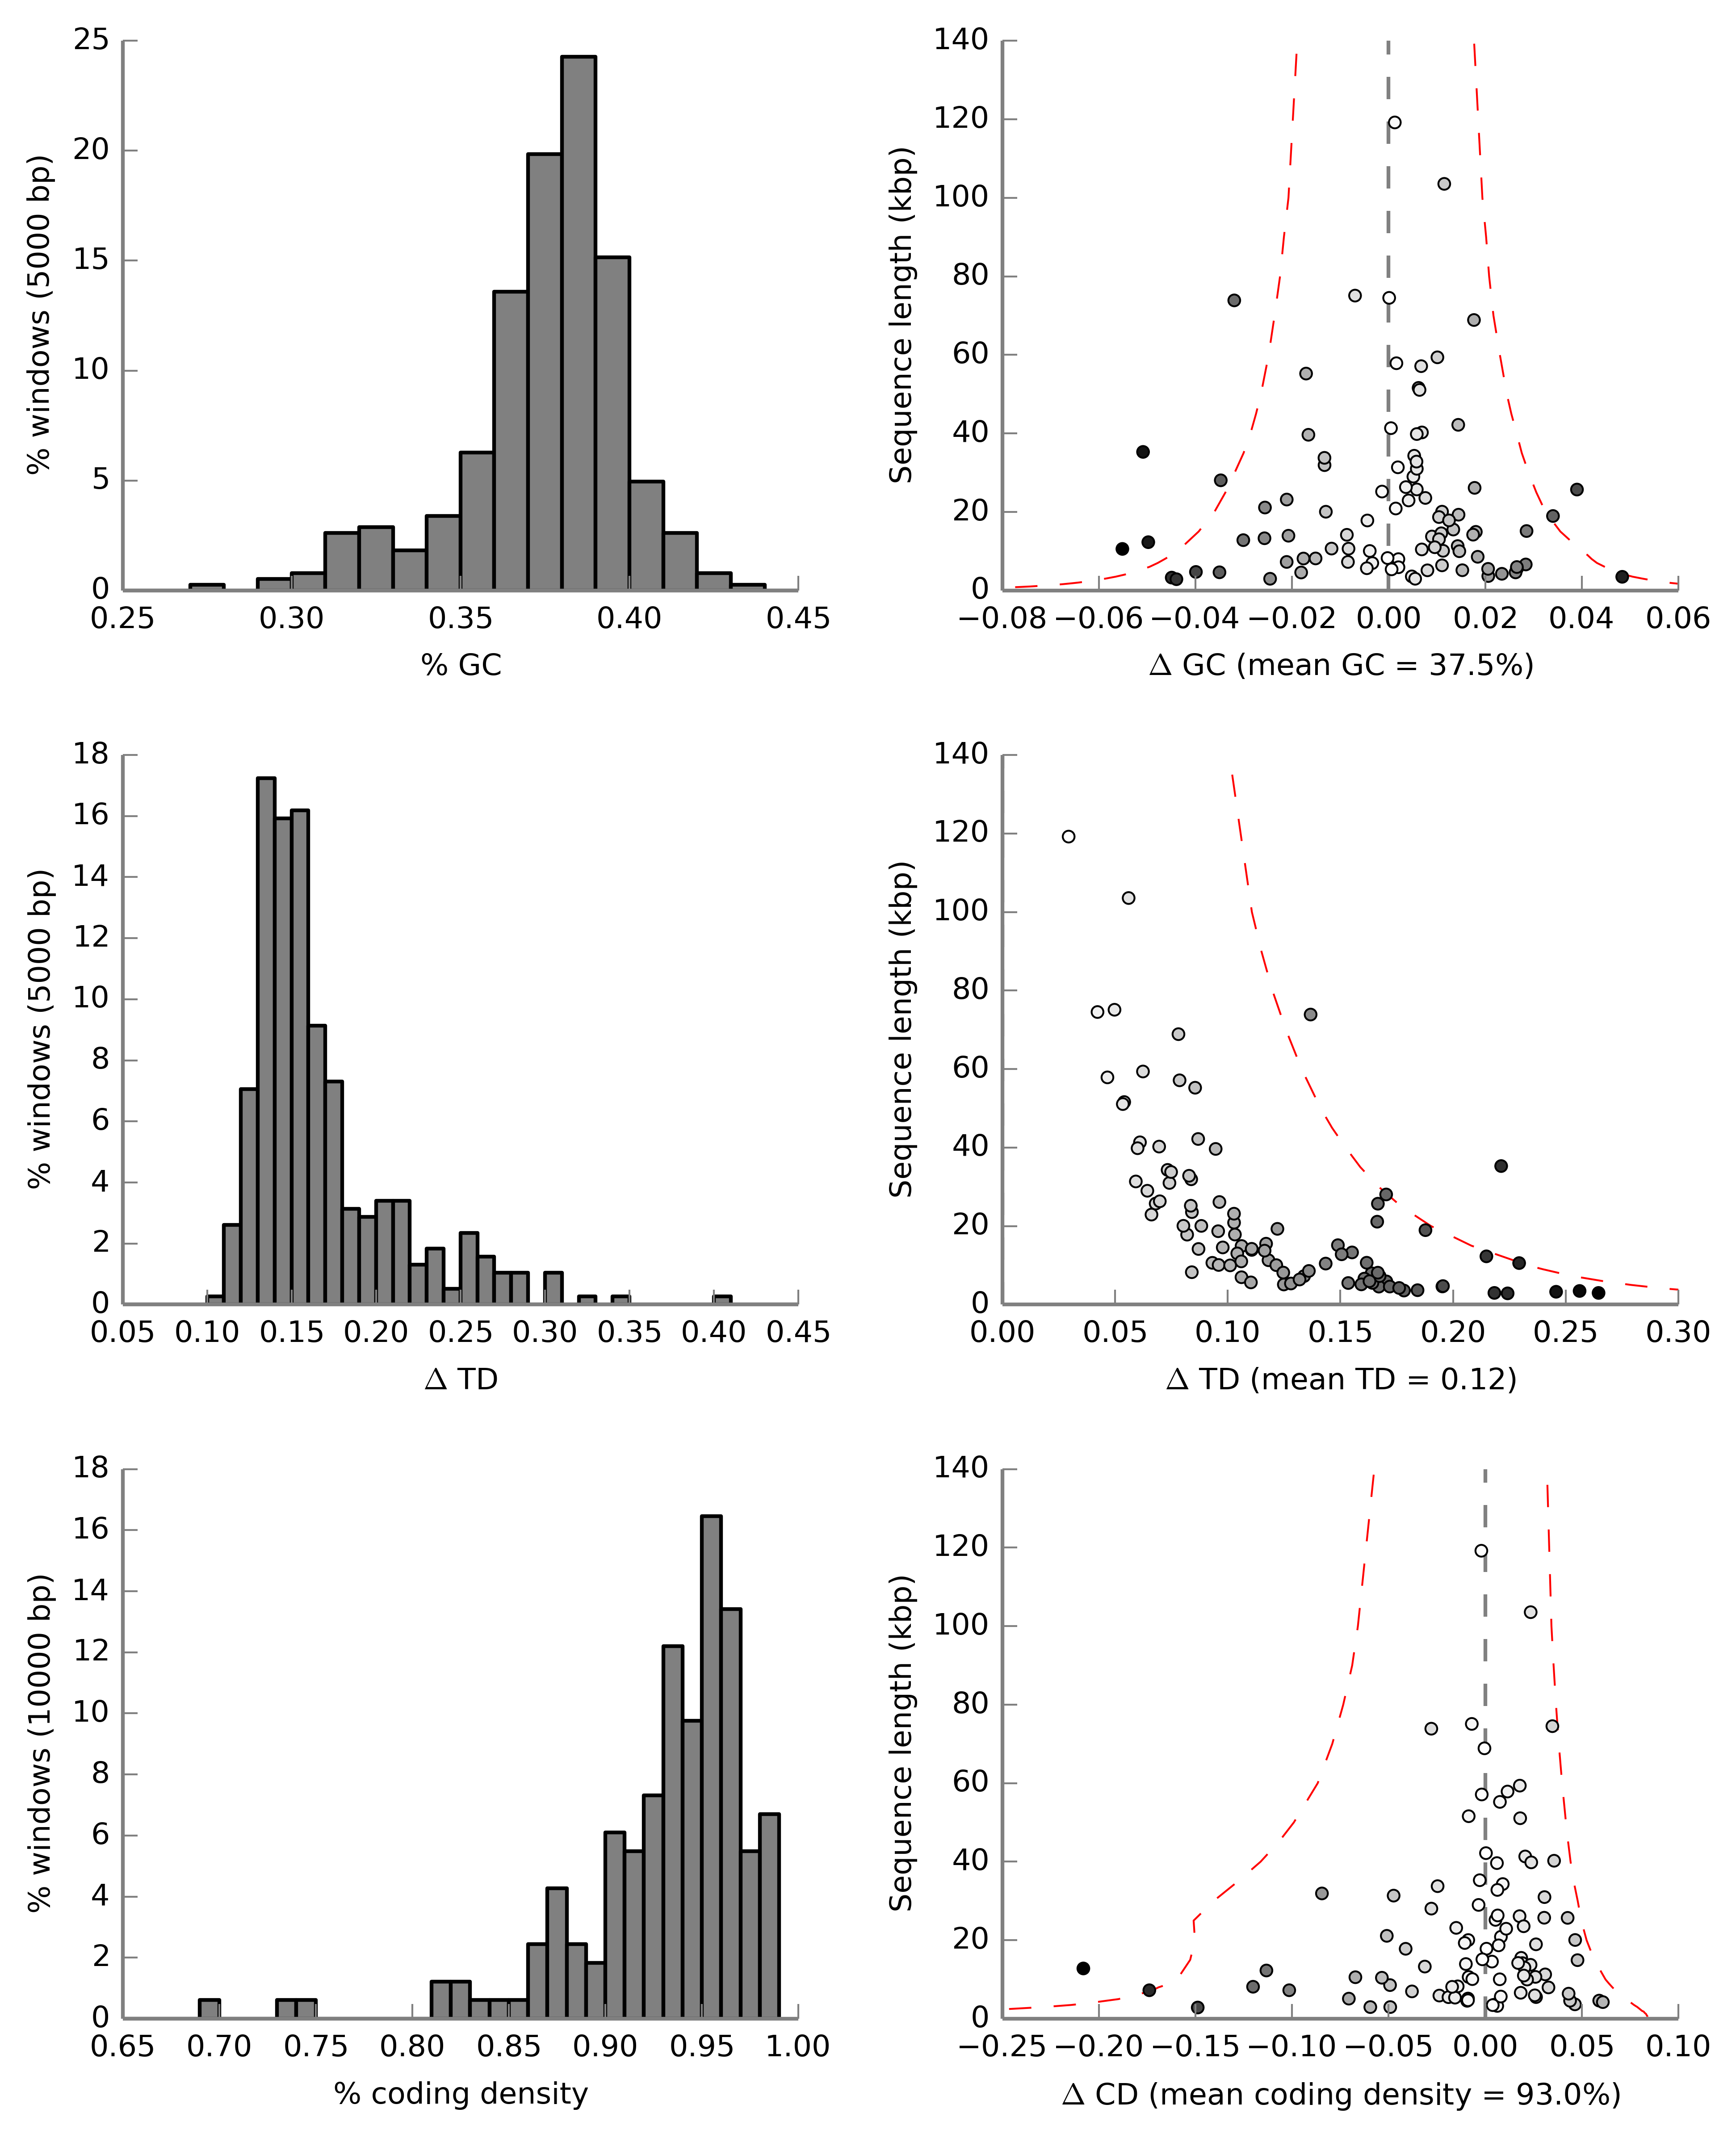 25
20
15
10
5
0
0.25 0.30 0.35 0.40 0.45
% windows (5000 bp)
% GC
140
120
100
80
60
40
20
0
−0.08 −0.06 −0.04 −0.02 0.00 0.02 0.04 0.06
Sequence length (kbp)
Δ GC (mean GC = 37.5%)
18
16
14
12
10
8
6
4
2
0
0.05 0.10 0.15 0.20 0.25 0.30 0.35 0.40 0.45
% windows (5000 bp)
Δ TD
140
120
100
80
60
40
20
0
0.00 0.05 0.10 0.15 0.20 0.25 0.30
Sequence length (kbp)
Δ TD (mean TD = 0.12)
18
16
14
12
10
8
6
4
2
0
0.65 0.70 0.75 0.80 0.85 0.90 0.95 1.00
% windows (10000 bp)
% coding density
140
120
100
80
60
40
20
0
−0.25 −0.20 −0.15 −0.10 −0.05 0.00 0.05 0.10
Sequence length (kbp)
Δ CD (mean coding density = 93.0%)